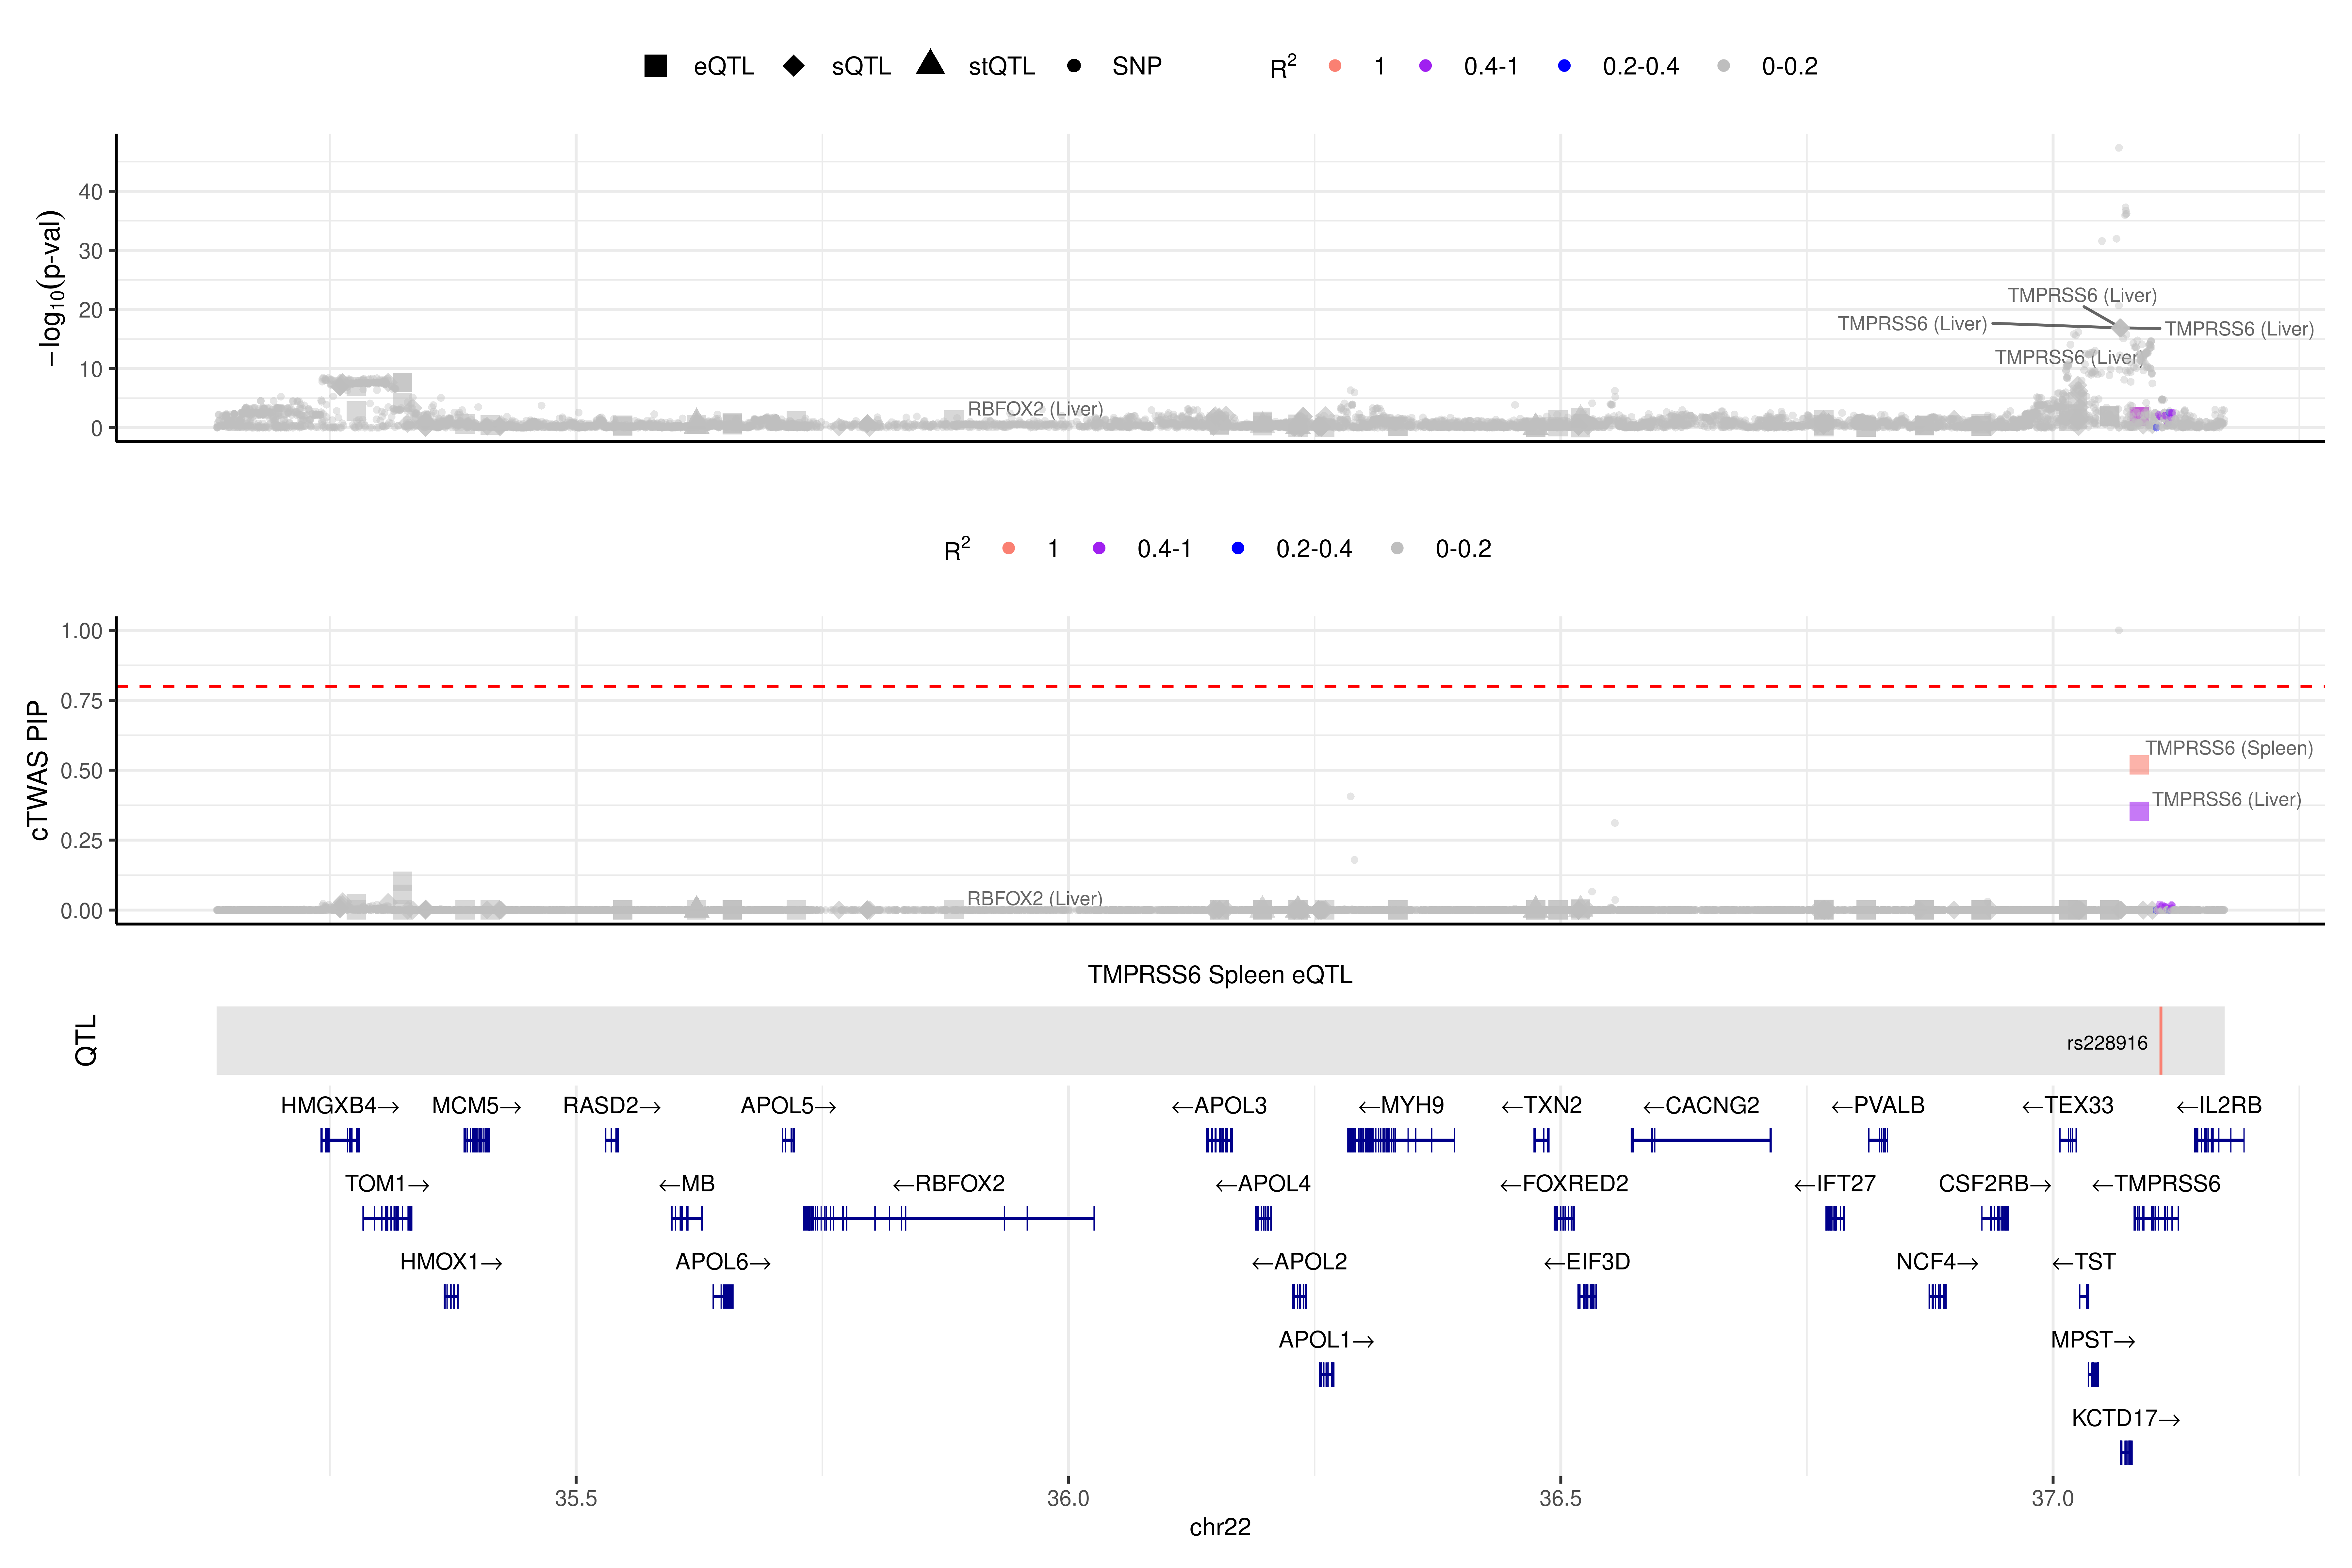 eQTL sQTL stQTL SNP R2 1 0.4-1 0.2-0.4 0-0.2
−log10(p-val)
40
30
20
10
0
TMPRSS6 (Liver)
TMPRSS6 (Liver)
TMPRSS6 (Liver)
TMPRSS6 (Liver)
RBFOX2 (Liver)
R2 1 0.4-1 0.2-0.4 0-0.2
cTWAS PIP
1.00
0.75
0.50
0.25
0.00
TMPRSS6 (Spleen)
TMPRSS6 (Liver)
RBFOX2 (Liver)
TMPRSS6 Spleen eQTL
QTL
rs228916
HMGXB4→ MCM5→ RASD2→ APOL5→ ←APOL3 ←MYH9 ←TXN2 ←CACNG2 ←PVALB ←TEX33 ←IL2RB
TOM1→ ←MB ←RBFOX2 ←APOL4 ←FOXRED2 ←IFT27 CSF2RB→ ←TMPRSS6
HMOX1→ APOL6→ ←APOL2 ←EIF3D NCF4→ ←TST
APOL1→ MPST→
KCTD17→
35.5 36.0 36.5 37.0
chr22